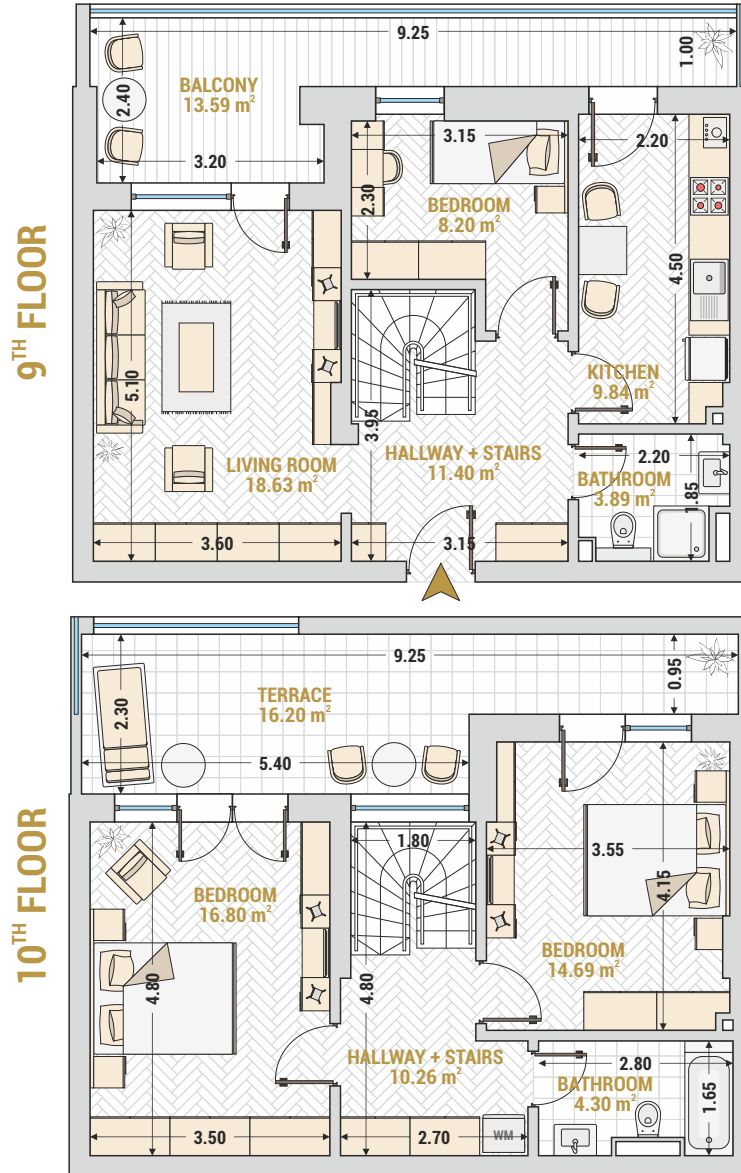 9TH FLOOR
9.25
1.00
BALCONY
13.59 m²
2.40
3.20
3.15
2.20
BEDROOM
8.20 m²
2.30
4.50
5.10
3.95
KITCHEN
9.84 m²
LIVING ROOM
18.63 m²
HALLWAY + STAIRS
11.40 m²
2.20
BATHROOM
3.89 m²
1.85
3.60
3.15
10TH FLOOR
9.25
0.95
TERRACE
16.20 m²
2.30
5.40
1.80
3.55
BEDROOM
16.80 m²
4.15
BEDROOM
14.69 m²
4.80
4.80
HALLWAY + STAIRS
10.26 m²
2.80
BATHROOM
4.30 m²
1.65
3.50
2.70
WM